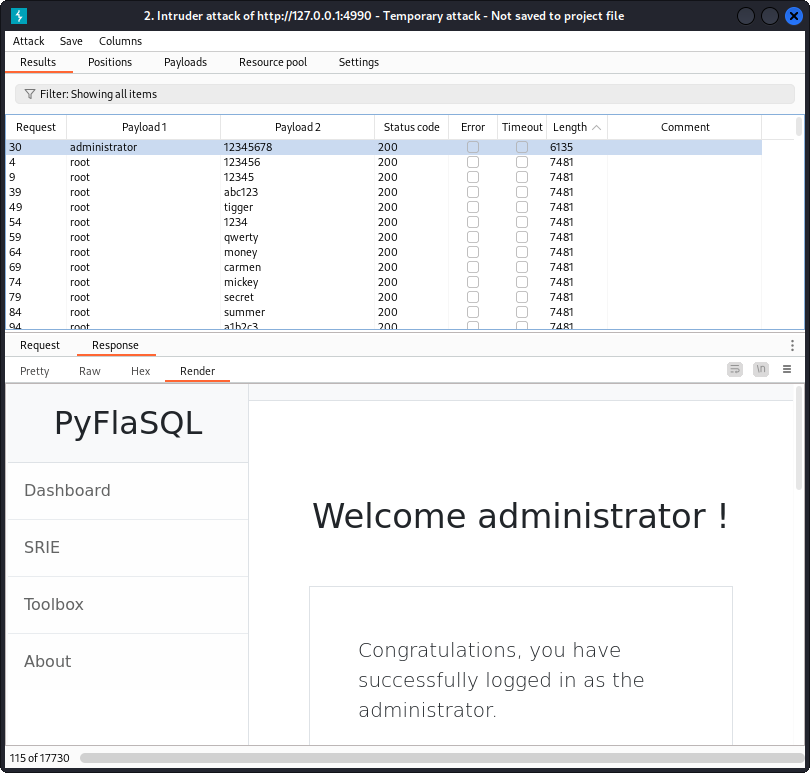 2. Intruder attack of http://127.0.0.1:4990 - Temporary attack - Not saved to project file
Attack Save Columns
Results Positions Payloads Resource pool Settings
Filter: Showing all items
Request Payload 1 Payload 2 Status code Error Timeout Length Comment
30 administrator 12345678 200 6135
4 root 123456 200 7481
9 root 12345 200 7481
39 root abc123 200 7481
49 root tigger 200 7481
54 root 1234 200 7481
59 root qwerty 200 7481
64 root money 200 7481
69 root carmen 200 7481
74 root mickey 200 7481
79 root secret 200 7481
84 root summer 200 7481
94 root a1b2c3 200 7481
Request Response
Pretty Raw Hex Render
\n
PyFlaSQL
Dashboard
SRIE
Toolbox
About
Welcome administrator !
Congratulations, you have
successfully logged in as the
administrator.
115 of 17730